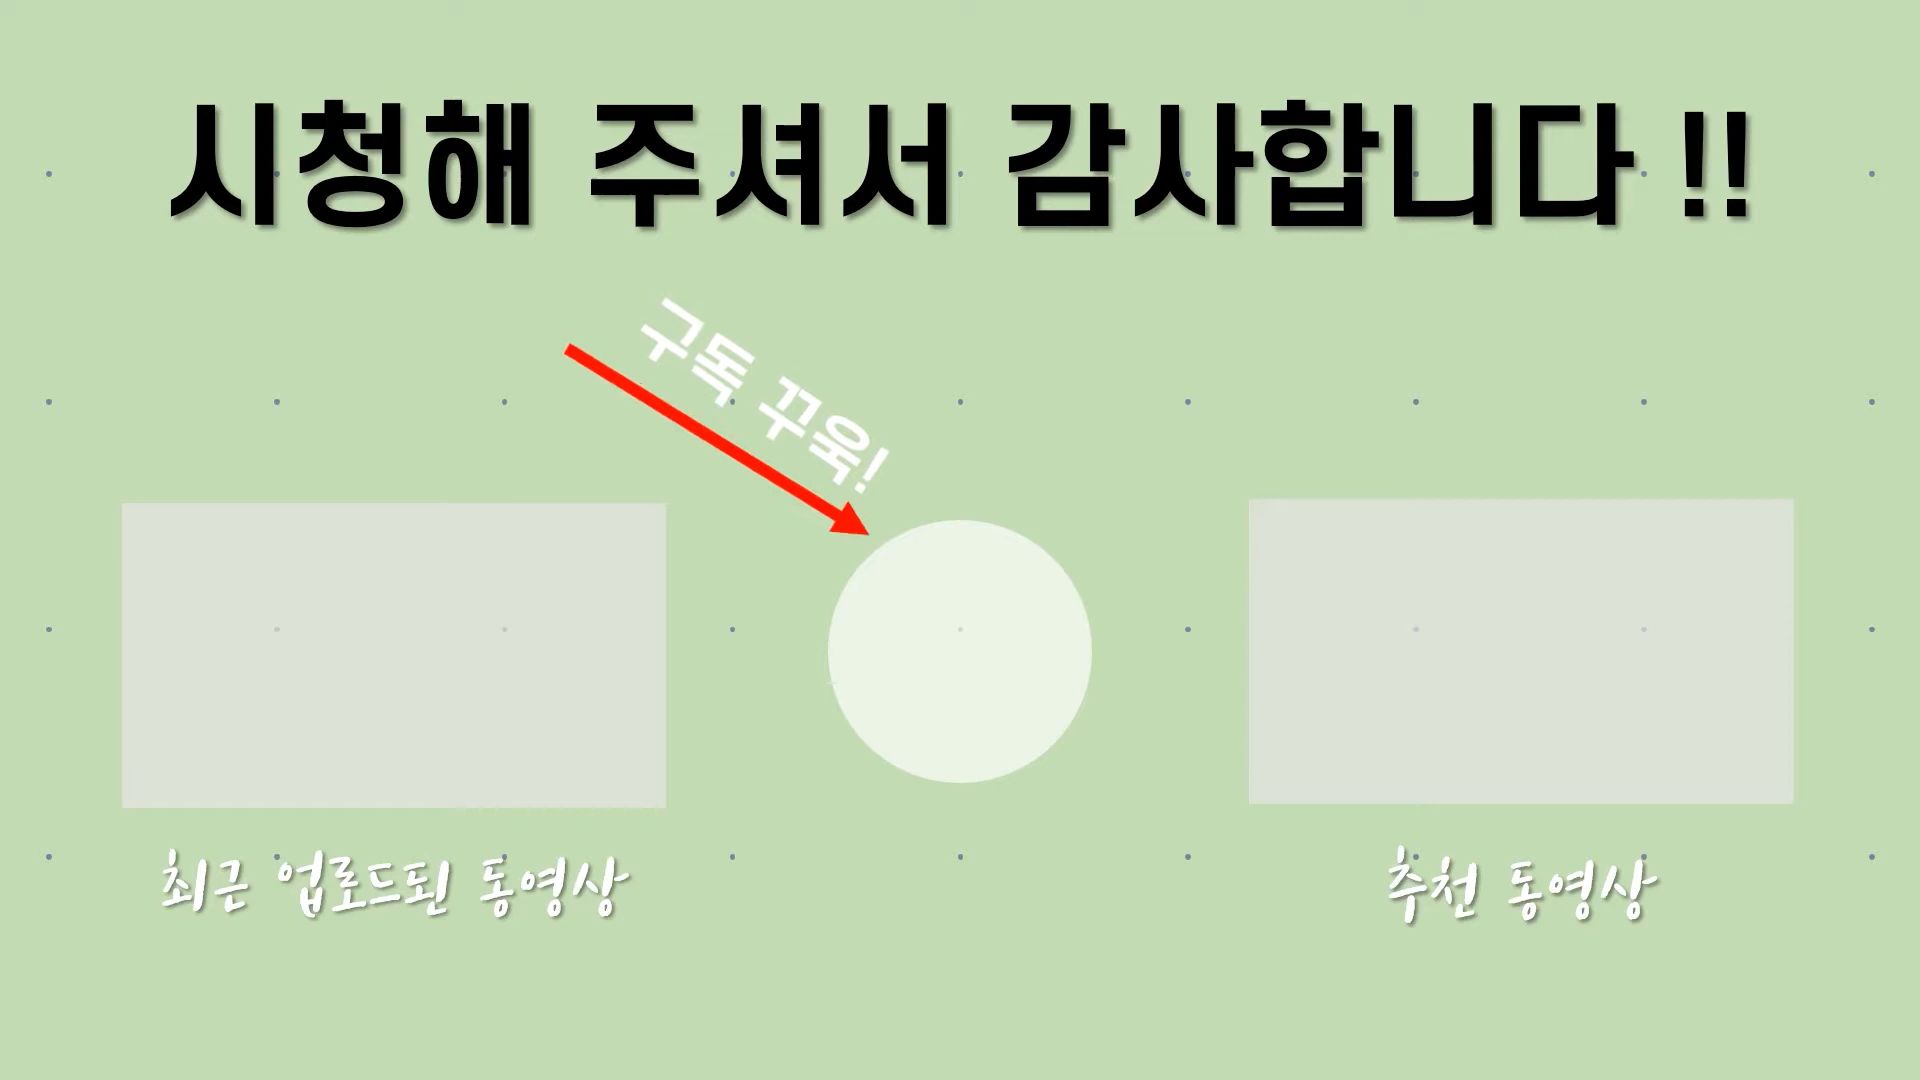 시청해 주셔서 감사합니다 !!
구독 꾸욱!
최근 업로드된 동영상
추천 동영상